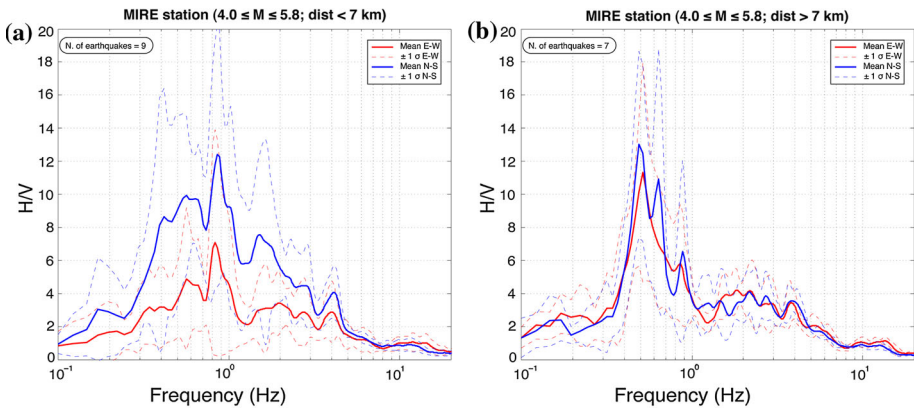 MIRE station (4.0 ≤ M ≤ 5.8; dist < 7 km)
(a)
N. of earthquakes = 9
Mean E-W
± 1 σ E-W
Mean N-S
± 1 σ N-S
20
18
16
14
12
10
8
6
4
2
0
H/V
10⁻¹
10⁰
10¹
Frequency (Hz)
MIRE station (4.0 ≤ M ≤ 5.8; dist > 7 km)
(b)
N. of earthquakes = 7
Mean E-W
± 1 σ E-W
Mean N-S
± 1 σ N-S
20
18
16
14
12
10
8
6
4
2
0
H/V
10⁻¹
10⁰
10¹
Frequency (Hz)